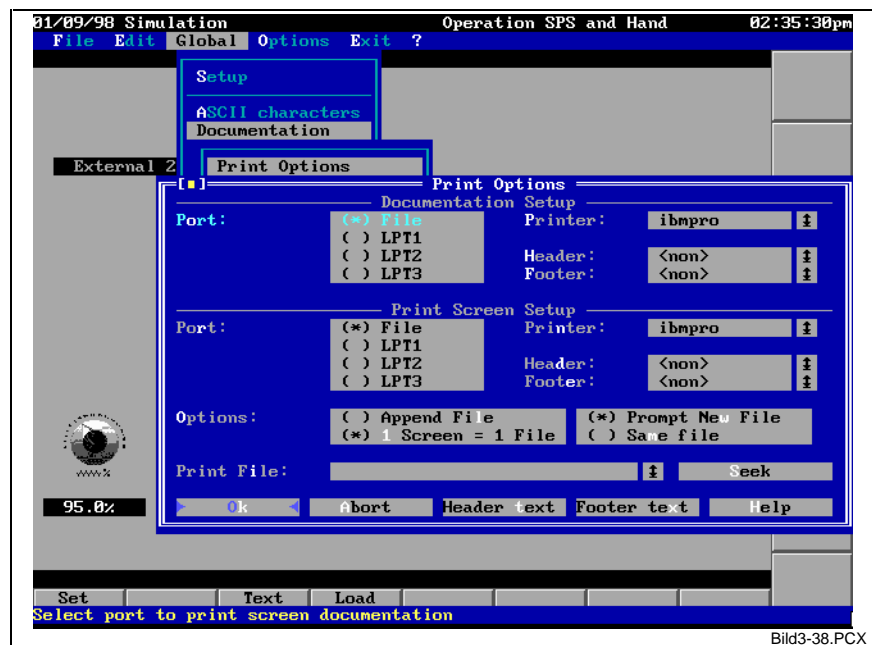 01/09/98 Simulation Operation SPS and Hand 02:35:30pm
File Edit Global Options Exit ?
Setup
ASCII characters
Documentation
External 2 Print Options
[■] Print Options
Documentation Setup
Port: (*) File Printer: ibmpro
( ) LPT1
( ) LPT2 Header: <non>
( ) LPT3 Footer: <non>
Print Screen Setup
Port: (*) File Printer: ibmpro
( ) LPT1
( ) LPT2 Header: <non>
( ) LPT3 Footer: <non>
Options: ( ) Append File (*) Prompt New File
(*) 1 Screen = 1 File ( ) Same file
Print File: Seek
95.0% Ok Abort Header text Footer text Help
Set Text Load
Select port to print screen documentation
Bild3-38.PCX